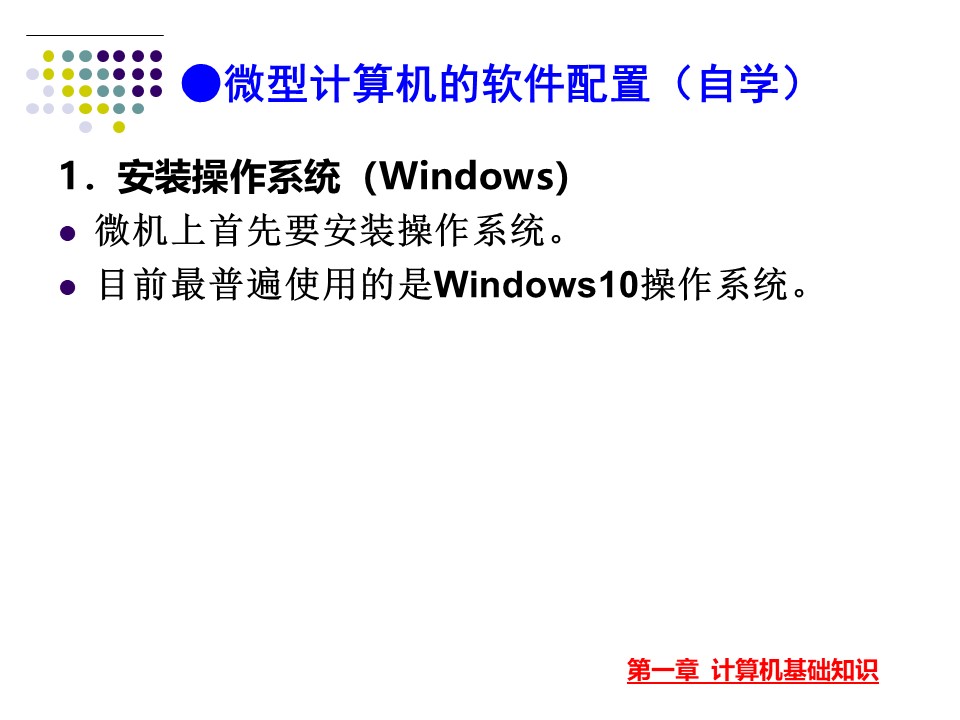 ●微型计算机的软件配置（自学）
1．安装操作系统（Windows）
● 微机上首先要安装操作系统。
● 目前最普遍使用的是Windows10操作系统。
第一章 计算机基础知识